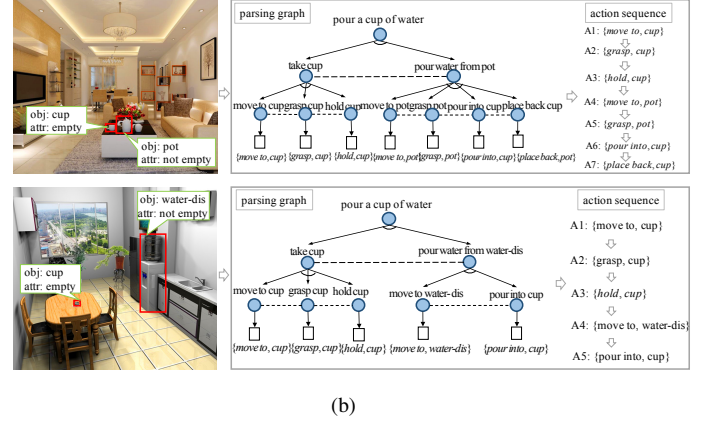 parsing graph
action sequence
pour a cup of water
take cup
pour water from pot
move to cup
grasp cup
hold cup
move to pot
grasp pot
pour into cup
place back cup
{move to, cup}
{grasp, cup}
{hold, cup}
{move to, pot}
{grasp, pot}
{pour into, cup}
{place back, pot}
A1: {move to, cup}
A2: {grasp, cup}
A3: {hold, cup}
A4: {move to, pot}
A5: {grasp, pot}
A6: {pour into, cup}
A7: {place back, cup}
obj: cup
attr: empty
obj: pot
attr: not empty
parsing graph
action sequence
pour a cup of water
take cup
pour water from water-dis
move to cup
grasp cup
hold cup
move to water-dis
pour into cup
{move to, cup}
{grasp, cup}
{hold, cup}
{move to, water-dis}
{pour into, cup}
A1: {move to, cup}
A2: {grasp, cup}
A3: {hold, cup}
A4: {move to, water-dis}
A5: {pour into, cup}
obj: water-dis
attr: not empty
obj: cup
attr: empty
(b)